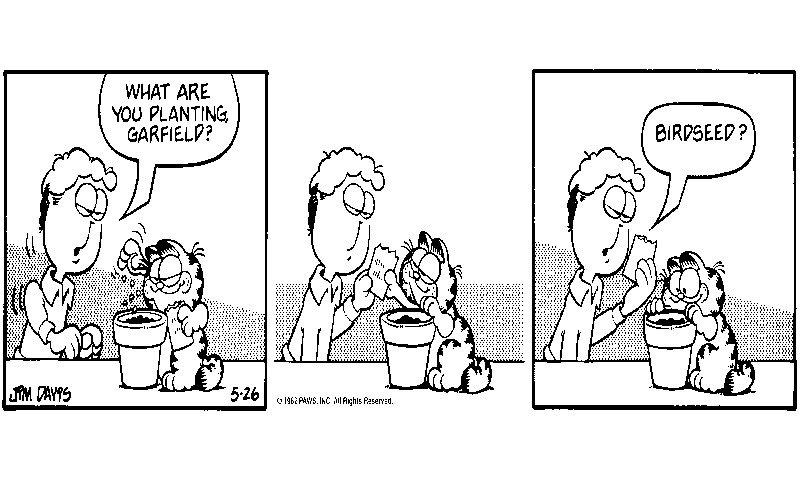 WHAT ARE
YOU PLANTING,
GARFIELD?
JIM DAVIS
5-26
© 1982 PAWS, INC. All Rights Reserved.
BIRDSEED?